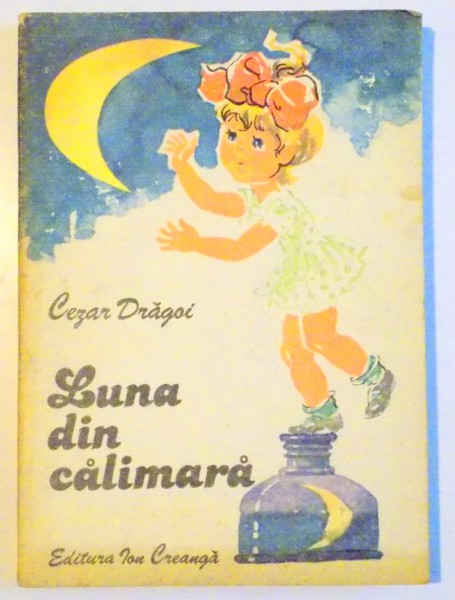 Cezar Drăgoi
Luna
din
călimară
Editura Ion Creangă